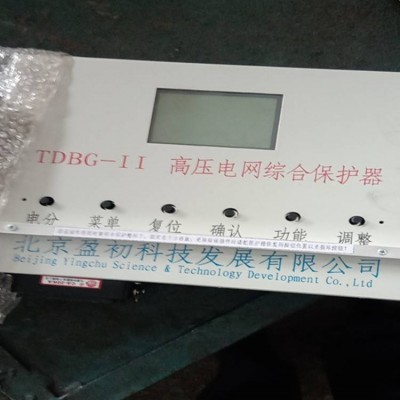 TDBG-II 高压电网综合保护器
电分 菜单 复位 确认 功能 调整
北京盈初科技发展有限公司
Beijing Yingchu Science & Technology Development Co.,Ltd